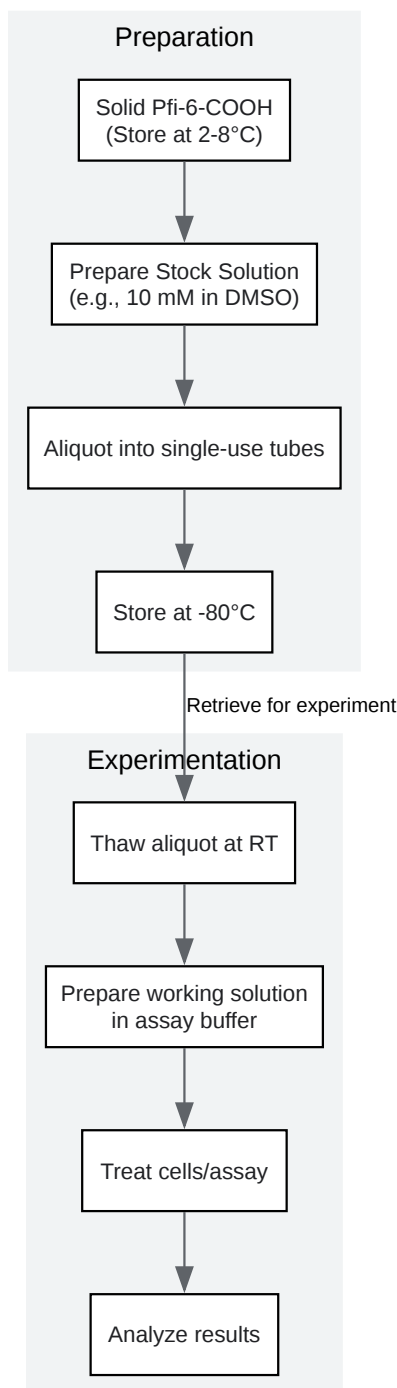 Preparation
Solid Pfi-6-COOH
(Store at 2-8°C)
Prepare Stock Solution
(e.g., 10 mM in DMSO)
Aliquot into single-use tubes
Store at -80°C
Retrieve for experiment
Experimentation
Thaw aliquot at RT
Prepare working solution
in assay buffer
Treat cells/assay
Analyze results